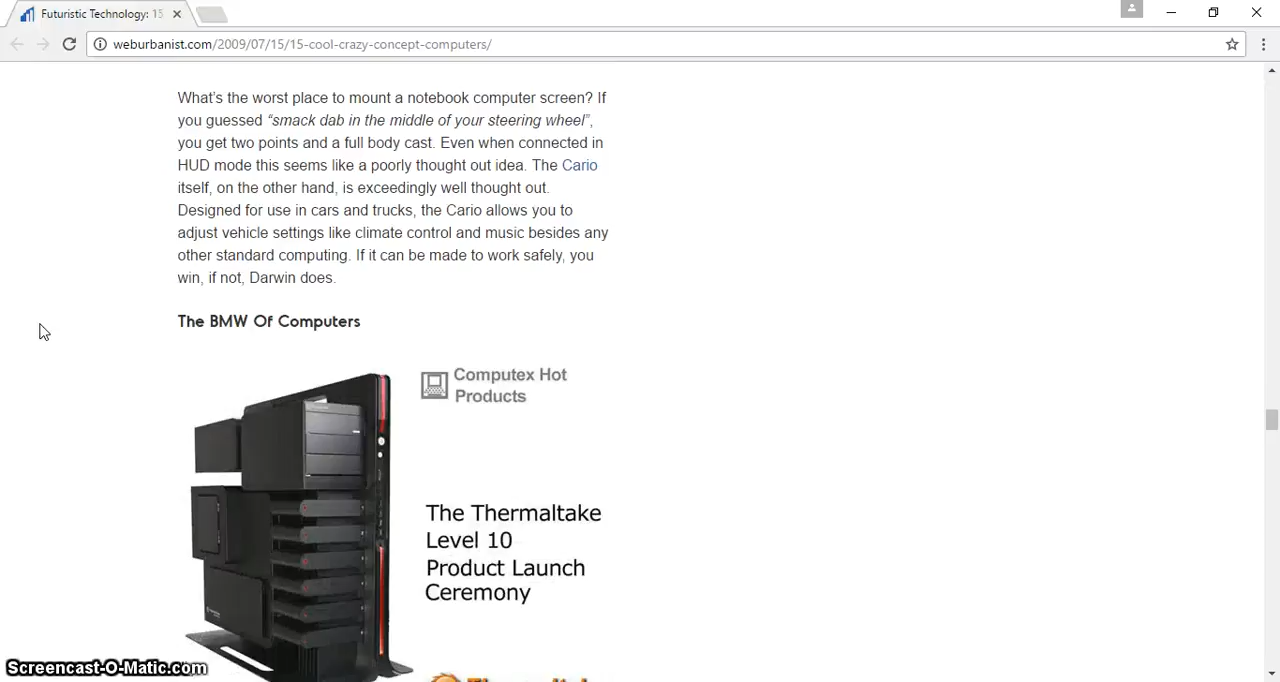 Futuristic Technology: 15
weburbanist.com/2009/07/15/15-cool-crazy-concept-computers/
What's the worst place to mount a notebook computer screen? If
you guessed “smack dab in the middle of your steering wheel”,
you get two points and a full body cast. Even when connected in
HUD mode this seems like a poorly thought out idea. The Cario
itself, on the other hand, is exceedingly well thought out.
Designed for use in cars and trucks, the Cario allows you to
adjust vehicle settings like climate control and music besides any
other standard computing. If it can be made to work safely, you
win, if not, Darwin does.
The BMW Of Computers
Computex Hot
Products
The Thermaltake
Level 10
Product Launch
Ceremony
Screencast-O-Matic.com